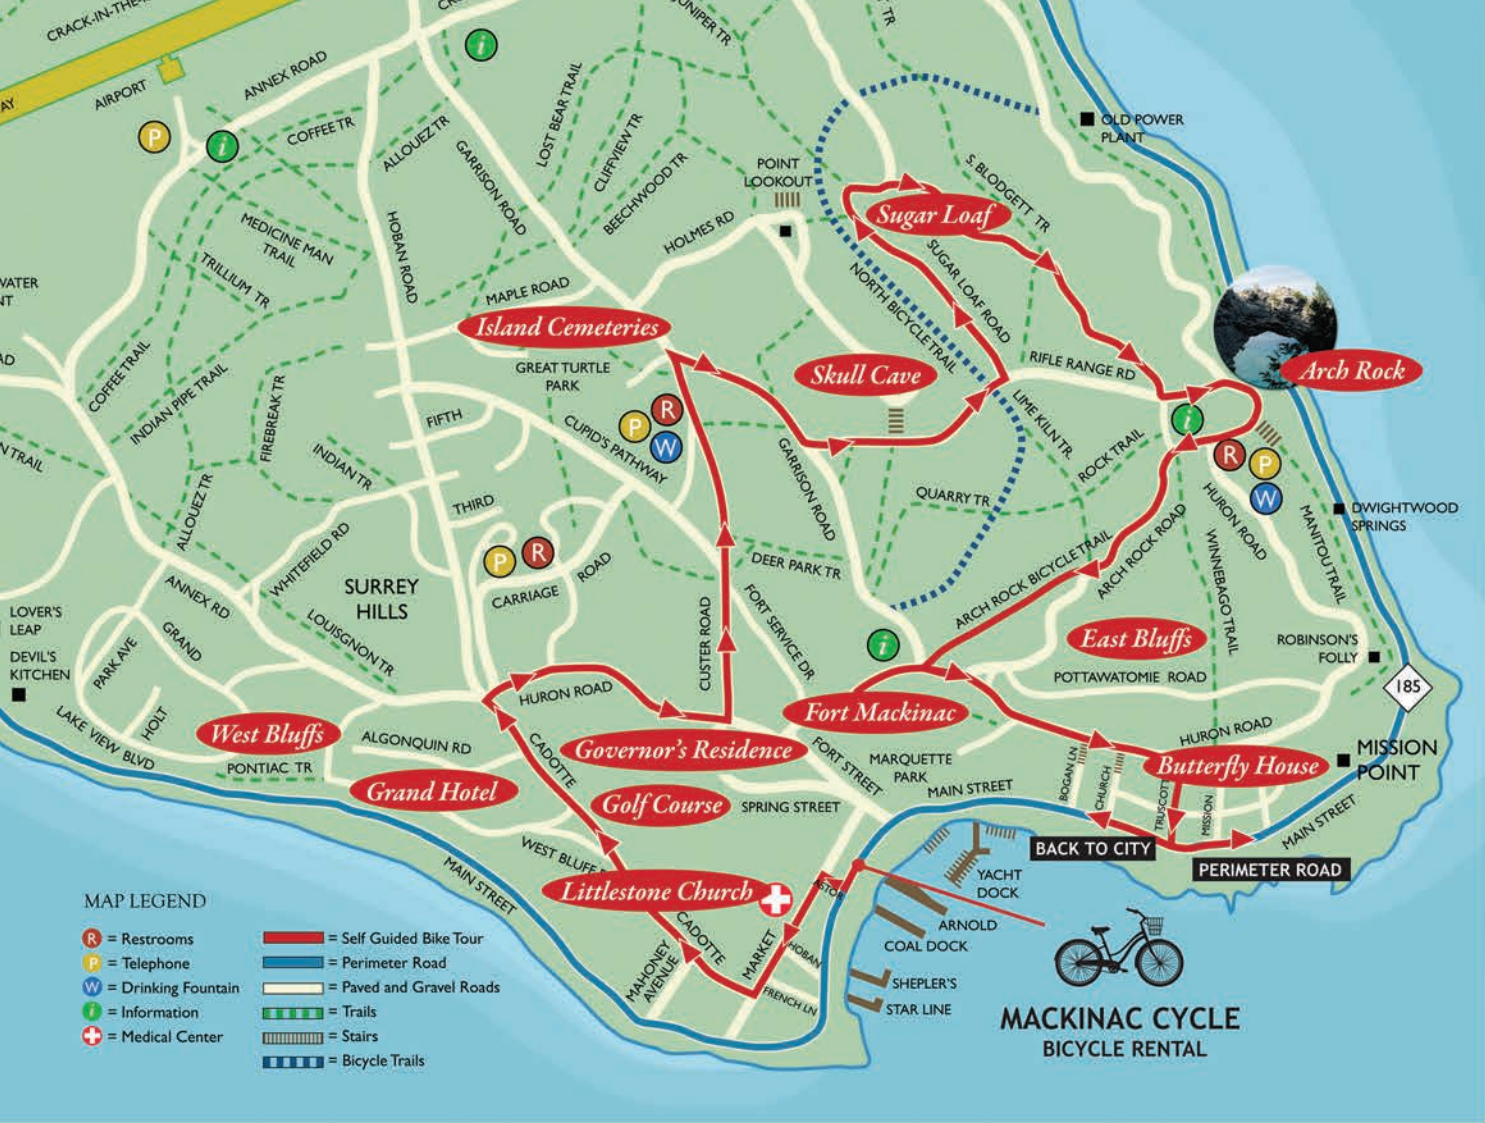 CRACK-IN-THE-
JUNIPER TR
TR
AY
AIRPORT
ANNEX ROAD
P
i
i
COFFEE TR
ALLOUEZ TR
GARRISON ROAD
LOST BEAR TRAIL
CLIFFVIEW TR
BEECHWOOD TR
POINT
LOOKOUT
OLD POWER
PLANT
S. BLODGETT TR
Sugar Loaf
MEDICINE MAN
TRAIL
TRILLIUM TR
HOBAN ROAD
HOLMES RD
MAPLE ROAD
NORTH BICYCLE TRAIL
SUGAR LOAF ROAD
WATER
NT
AD
Island Cemeteries
GREAT TURTLE
PARK
Skull Cave
RIFLE RANGE RD
Arch Rock
COFFEE TRAIL
INDIAN PIPE TRAIL
FIREBREAK TR
FIFTH
CUPID'S PATHWAY
P
R
W
LIME KILN TR
ROCK TRAIL
i
R
P
W
N TRAIL
INDIAN TR
ALLOUEZ TR
THIRD
GARRISON ROAD
QUARRY TR
HURON ROAD
MANITOU TRAIL
DWIGHTWOOD
SPRINGS
WHITEFIELD RD
P
R
CARRIAGE
ROAD
DEER PARK TR
ARCH ROCK BICYCLE TRAIL
ARCH ROCK ROAD
WINNEBAGO TRAIL
SURREY
HILLS
ANNEX RD
LOVER'S
LEAP
DEVIL'S
KITCHEN
PARK AVE
GRAND
LOUISGNON TR
CUSTER ROAD
FORT SERVICE DR
i
East Bluffs
ROBINSON'S
FOLLY
POTTAWATOMIE ROAD
185
HURON ROAD
Fort Mackinac
LAKE VIEW BLVD
HOLT
West Bluffs
PONTIAC TR
ALGONQUIN RD
CADOTTE
Governor's Residence
FORT STREET
MARQUETTE
PARK
HURON ROAD
BOGAN LN
CHURCH
TRUSCOTT
MISSION
Butterfly House
MISSION
POINT
Grand Hotel
Golf Course
SPRING STREET
MAIN STREET
MAIN STREET
BACK TO CITY
PERIMETER ROAD
MAIN STREET
WEST BLUFF
Littlestone Church
ASTOR
YACHT
DOCK
ARNOLD
COAL DOCK
CADOTTE
MARKET
HOBAN
MAHONEY
AVENUE
FRENCH LN
SHEPLER'S
STAR LINE
MAP LEGEND
R = Restrooms
P = Telephone
W = Drinking Fountain
i = Information
= Medical Center
= Self Guided Bike Tour
= Perimeter Road
= Paved and Gravel Roads
= Trails
= Stairs
= Bicycle Trails
MACKINAC CYCLE
BICYCLE RENTAL